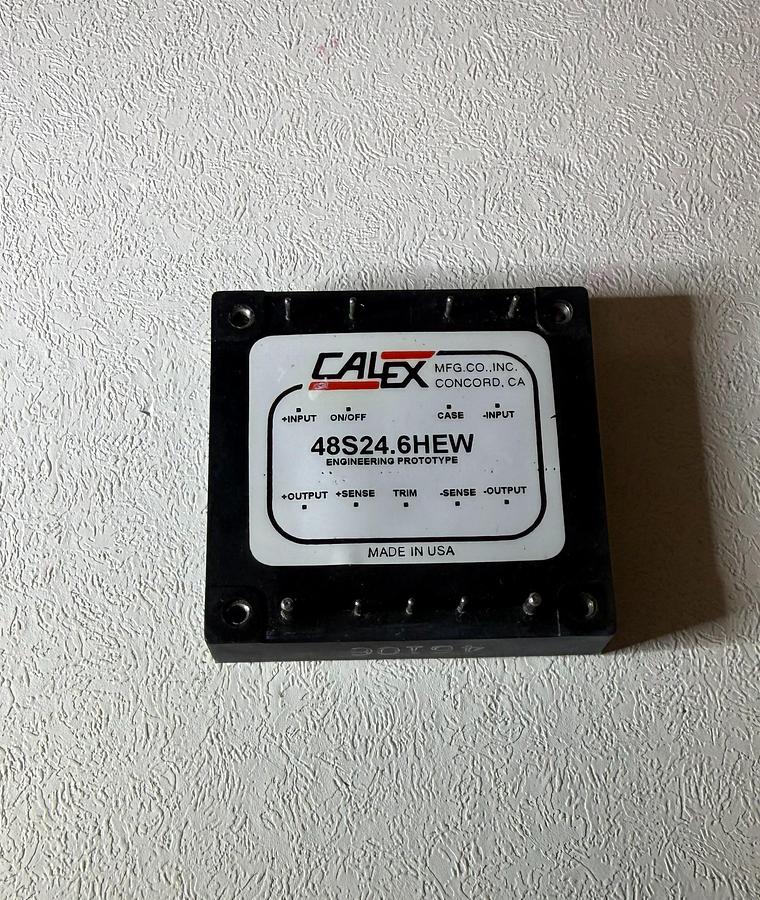 CALEX MFG.CO.,INC.
CONCORD, CA
+INPUT ON/OFF CASE -INPUT
48S24.6HEW
ENGINEERING PROTOTYPE
+OUTPUT +SENSE TRIM -SENSE -OUTPUT
MADE IN USA